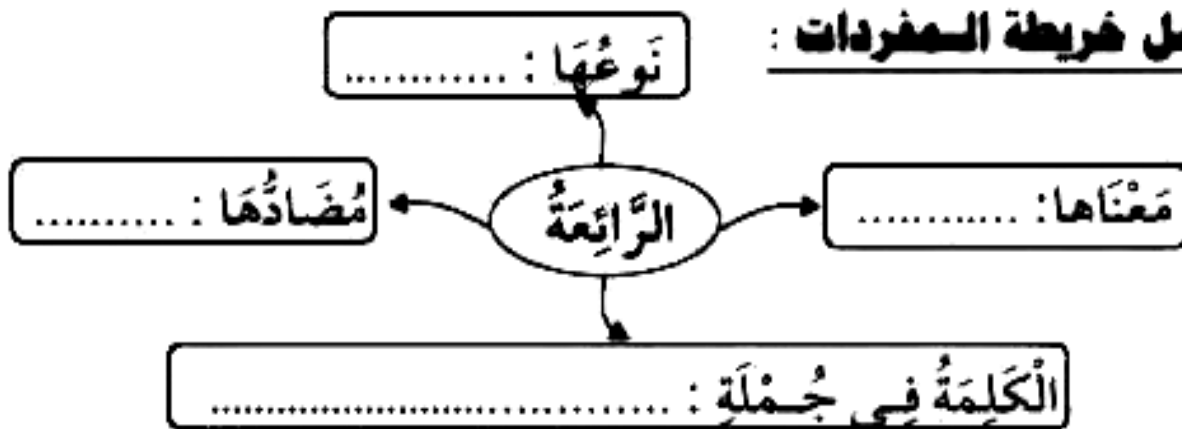 خريطة المفردات :
نَوعُهَا : ............
مَعْنَاها: ............
الرَّائِعَةُ
مُضَادُّهَا : ..........
الْكَلِمَةُ فِي جُمْلَةٍ : ........................................